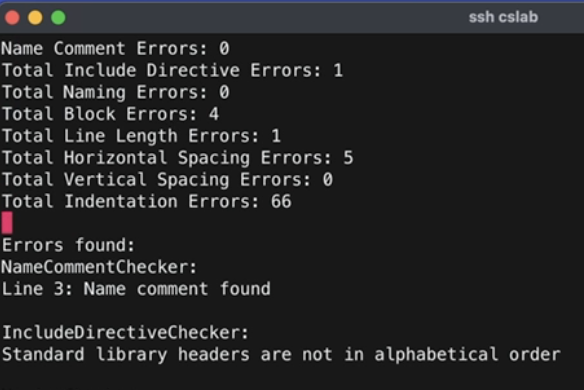 ssh cslab
Name Comment Errors: 0
Total Include Directive Errors: 1
Total Naming Errors: 0
Total Block Errors: 4
Total Line Length Errors: 1
Total Horizontal Spacing Errors: 5
Total Vertical Spacing Errors: 0
Total Indentation Errors: 66
Errors found:
NameCommentChecker:
Line 3: Name comment found
IncludeDirectiveChecker:
Standard library headers are not in alphabetical order